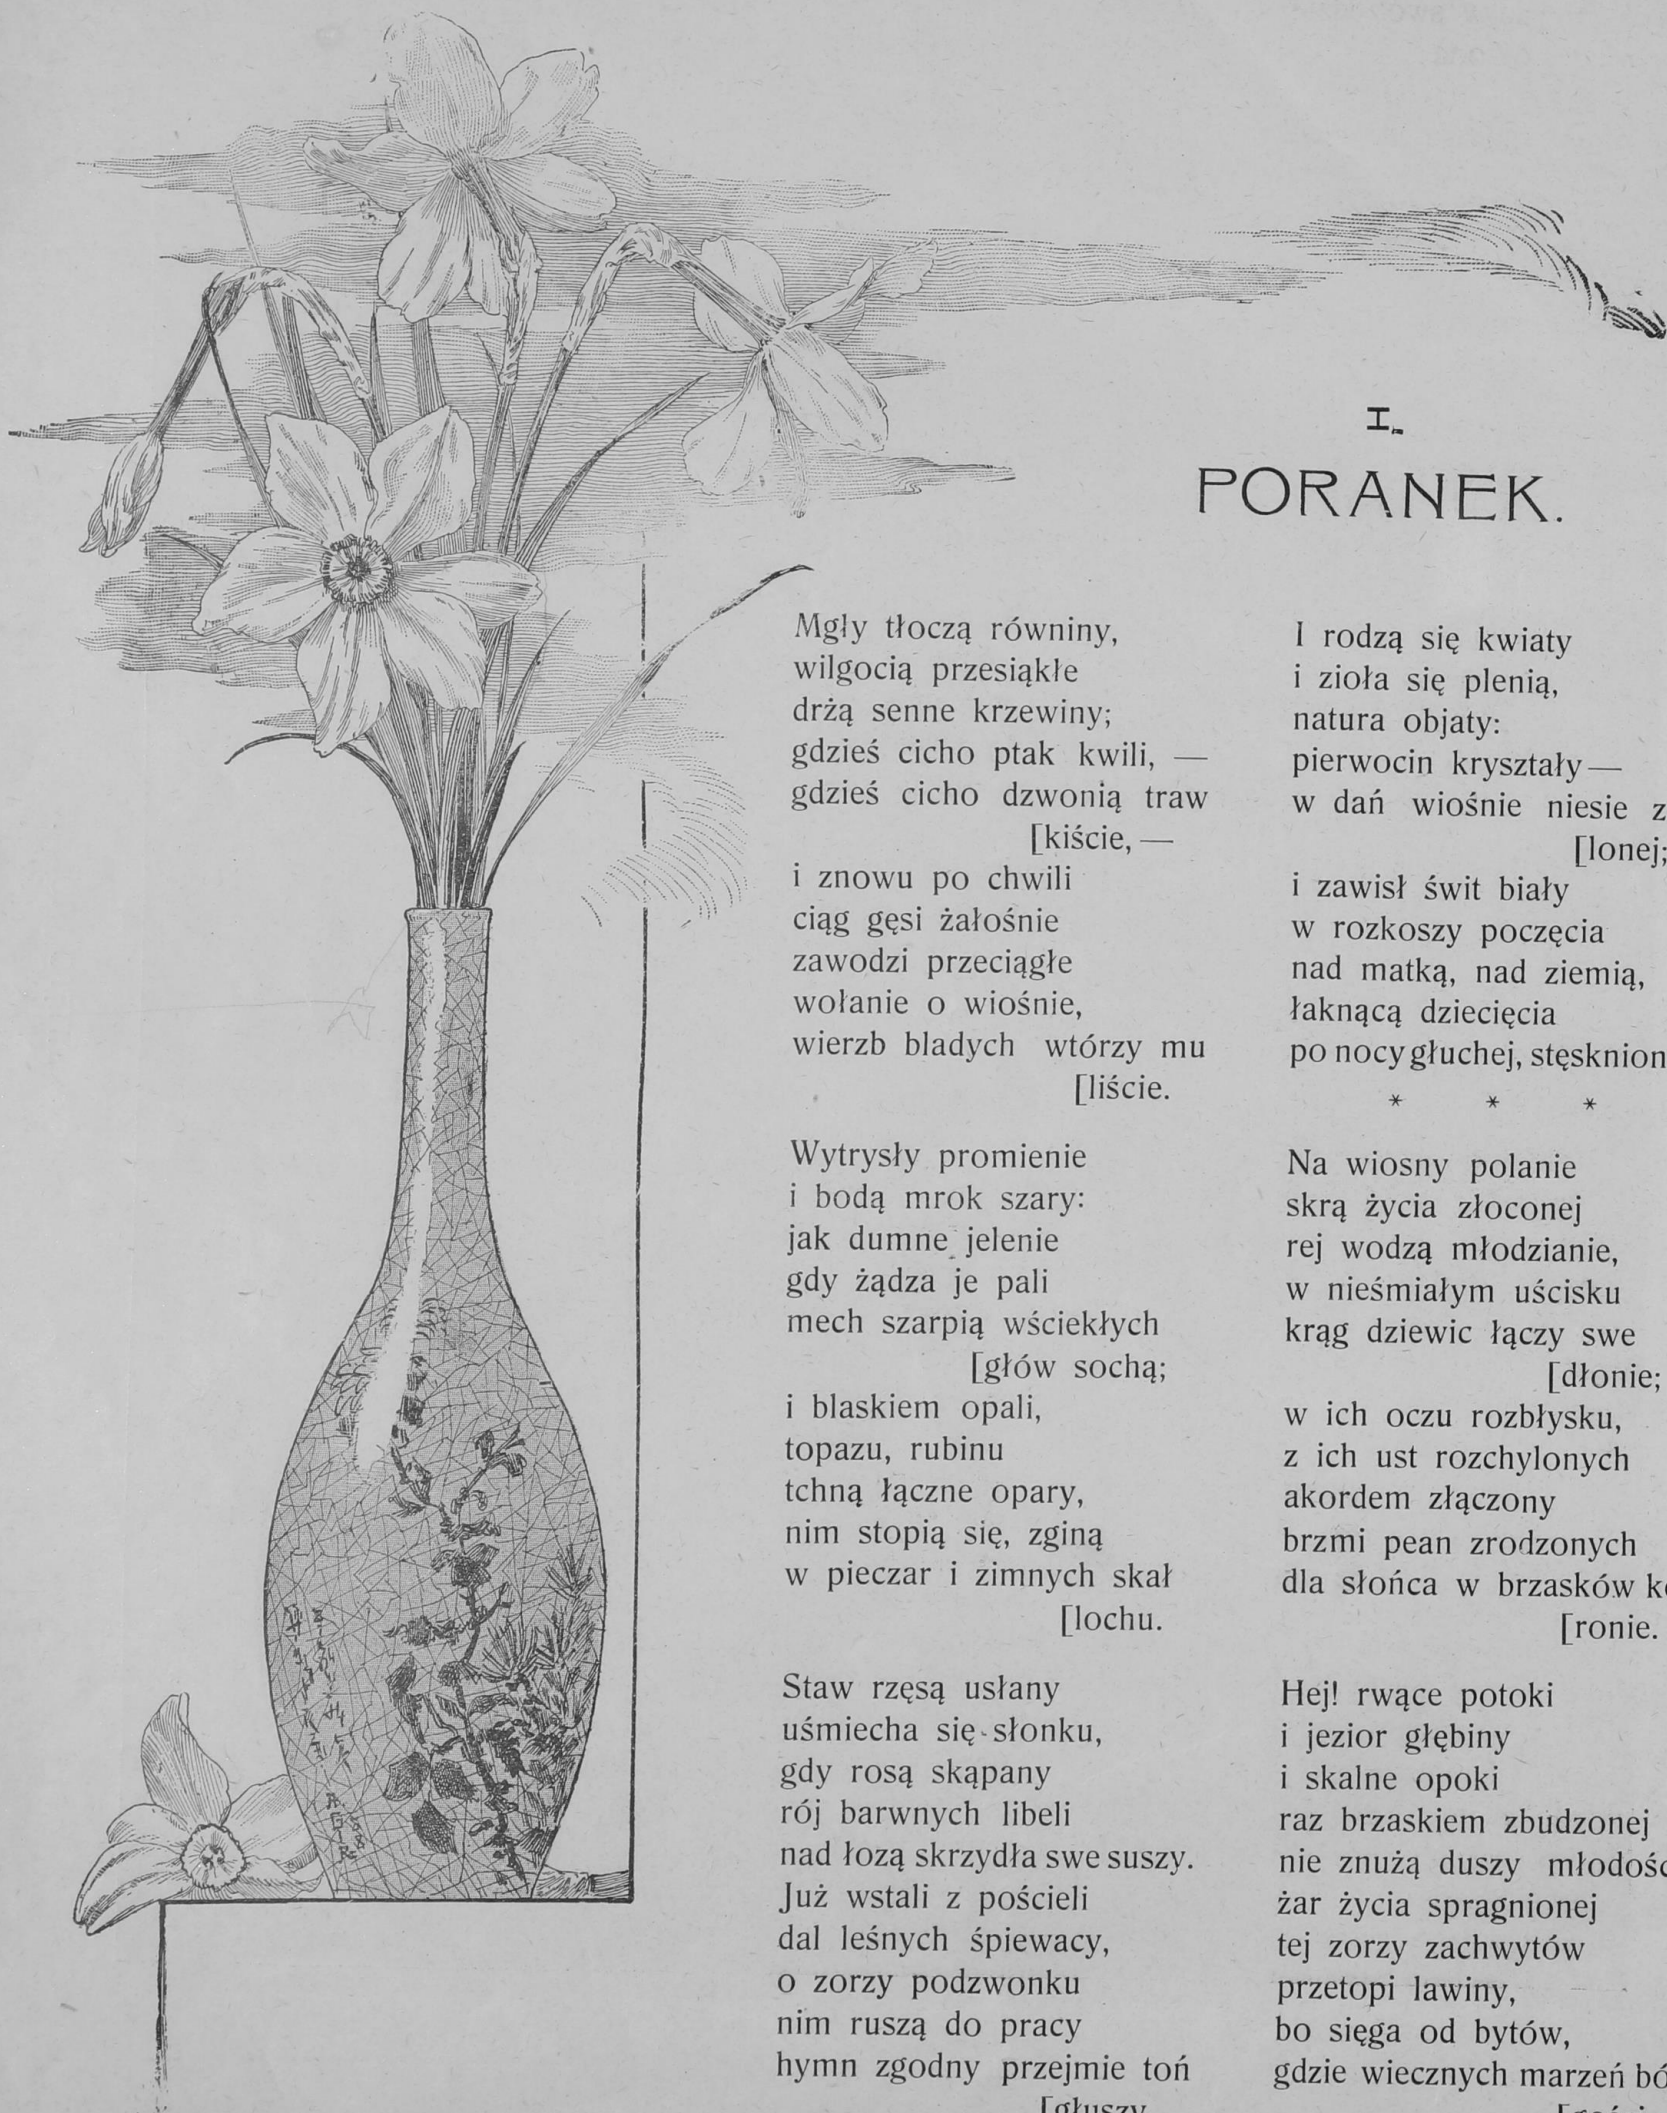 I.
PORANEK.
Mgły tłoczą równiny,
wilgocią przesiąkłe
drżą senne krzewiny;
gdzieś cicho ptak kwili, —
gdzieś cicho dzwonią traw
[kiście, —
i znowu po chwili
ciąg gęsi żałośnie
zawodzi przeciągłe
wołanie o wiośnie,
wierzb bladych wtórzy mu
[liście.
Wytrysły promienie
i bodą mrok szary:
jak dumne jelenie
gdy żądza je pali
mech szarpią wściekłych
[głów sochą;
i blaskiem opali,
topazu, rubinu
tchną łączne opary,
nim stopią się, zginą
w pieczar i zimnych skał
[lochu.
Staw rzęsą usłany
uśmiecha się słonku,
gdy rosą skąpany
rój barwnych libeli
nad łozą skrzydła swe suszy.
Już wstali z pościeli
dal leśnych śpiewacy,
o zorzy podzwonku
nim ruszą do pracy
hymn zgodny przejmie toń
[głuszy
I rodzą się kwiaty
i zioła się plenią,
natura objaty:
pierwocin kryształy —
w dań wiośnie niesie z
[lonej;
i zawisł świt biały
w rozkoszy poczęcia
nad matką, nad ziemią,
łaknącą dziecięcia
po nocy głuchej, stęsknion
* * *
Na wiosny polanie
skrą życia złoconej
rej wodzą młodzianie,
w nieśmiałym uścisku
krąg dziewic łączy swe
[dłonie;
w ich oczu rozbłysku,
z ich ust rozchylonych
akordem złączony
brzmi pean zrodzonych
dla słońca w brzasków k
[ronie.
Hej! rwące potoki
i jezior głębiny
i skalne opoki
raz brzaskiem zbudzonej
nie znużą duszy młodoś
żar życia spragnionej
tej zorzy zachwytów
przetopi lawiny,
bo sięga od bytów,
gdzie wiecznych marzeń bó